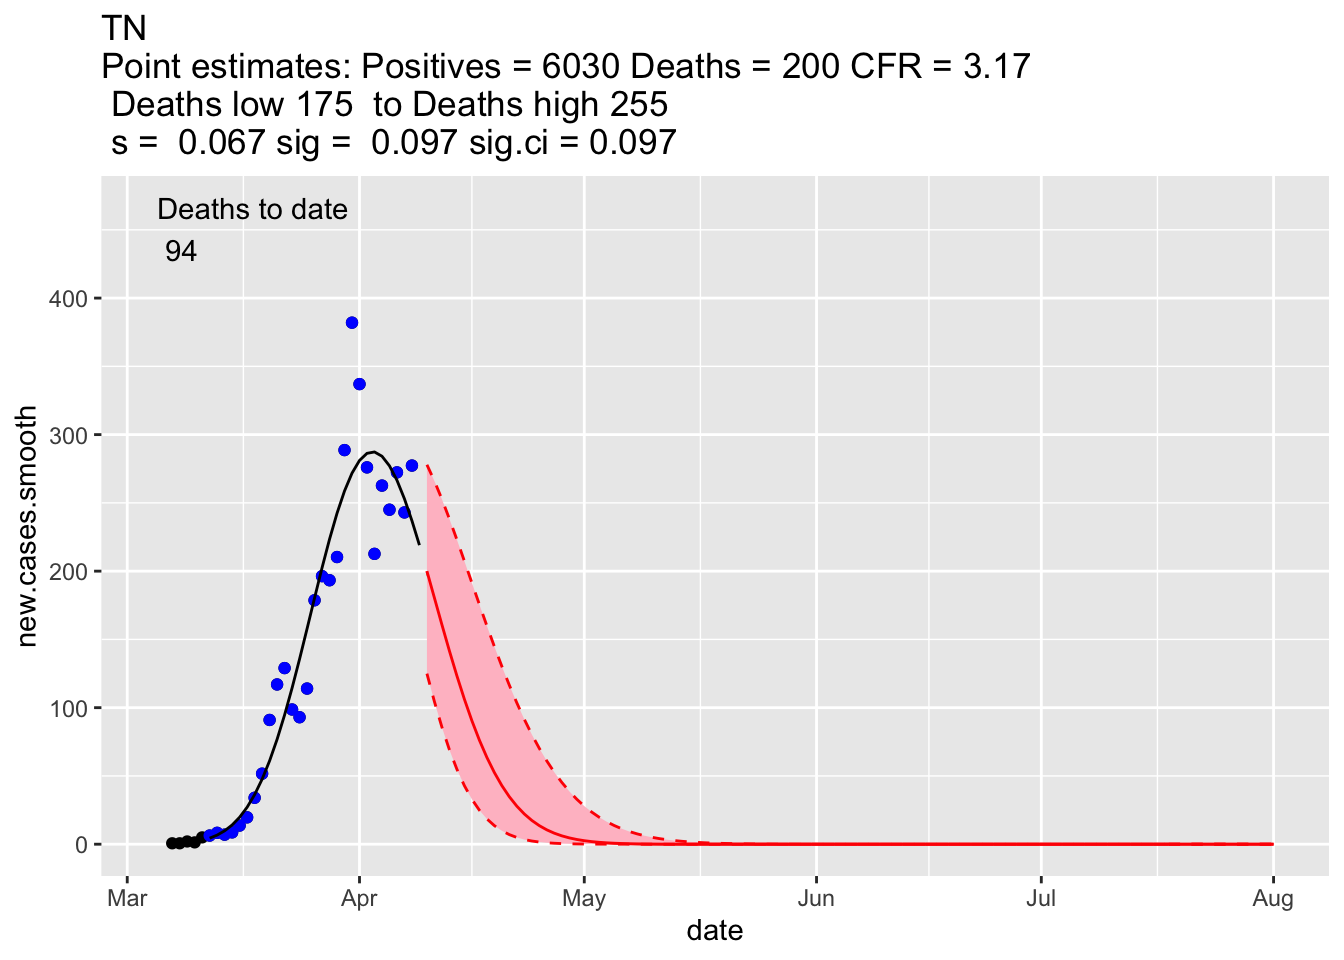 TN
Point estimates: Positives = 6030 Deaths = 200 CFR = 3.17
Deaths low 175  to Deaths high 255
s =  0.067 sig =  0.097 sig.ci = 0.097
Deaths to date
94
400
300
200
100
0
new.cases.smooth
Mar Apr May Jun Jul Aug
date